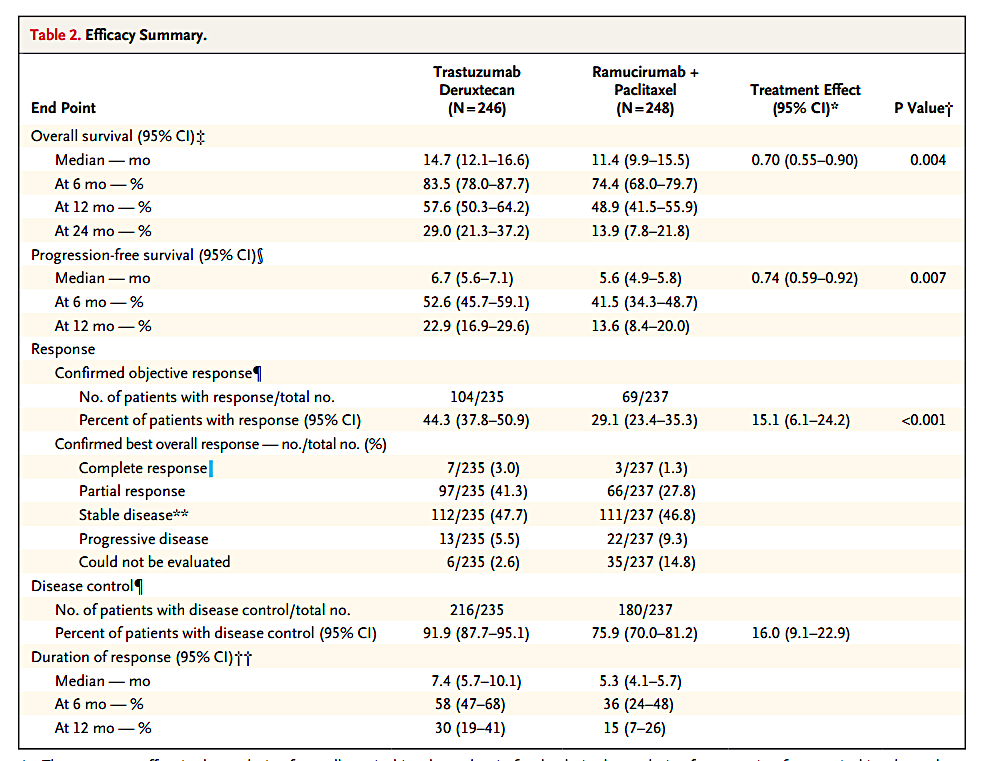 Table 2. Efficacy Summary.
End Point Trastuzumab Deruxtecan (N=246) Ramucirumab + Paclitaxel (N=248) Treatment Effect (95% CI)* P Value†
Overall survival (95% CI)‡
Median — mo 14.7 (12.1–16.6) 11.4 (9.9–15.5) 0.70 (0.55–0.90) 0.004
At 6 mo — % 83.5 (78.0–87.7) 74.4 (68.0–79.7)
At 12 mo — % 57.6 (50.3–64.2) 48.9 (41.5–55.9)
At 24 mo — % 29.0 (21.3–37.2) 13.9 (7.8–21.8)
Progression-free survival (95% CI)§
Median — mo 6.7 (5.6–7.1) 5.6 (4.9–5.8) 0.74 (0.59–0.92) 0.007
At 6 mo — % 52.6 (45.7–59.1) 41.5 (34.3–48.7)
At 12 mo — % 22.9 (16.9–29.6) 13.6 (8.4–20.0)
Response
Confirmed objective response¶
No. of patients with response/total no. 104/235 69/237
Percent of patients with response (95% CI) 44.3 (37.8–50.9) 29.1 (23.4–35.3) 15.1 (6.1–24.2) <0.001
Confirmed best overall response — no./total no. (%)
Complete response‖ 7/235 (3.0) 3/237 (1.3)
Partial response 97/235 (41.3) 66/237 (27.8)
Stable disease** 112/235 (47.7) 111/237 (46.8)
Progressive disease 13/235 (5.5) 22/237 (9.3)
Could not be evaluated 6/235 (2.6) 35/237 (14.8)
Disease control¶
No. of patients with disease control/total no. 216/235 180/237
Percent of patients with disease control (95% CI) 91.9 (87.7–95.1) 75.9 (70.0–81.2) 16.0 (9.1–22.9)
Duration of response (95% CI)††
Median — mo 7.4 (5.7–10.1) 5.3 (4.1–5.7)
At 6 mo — % 58 (47–68) 36 (24–48)
At 12 mo — % 30 (19–41) 15 (7–26)